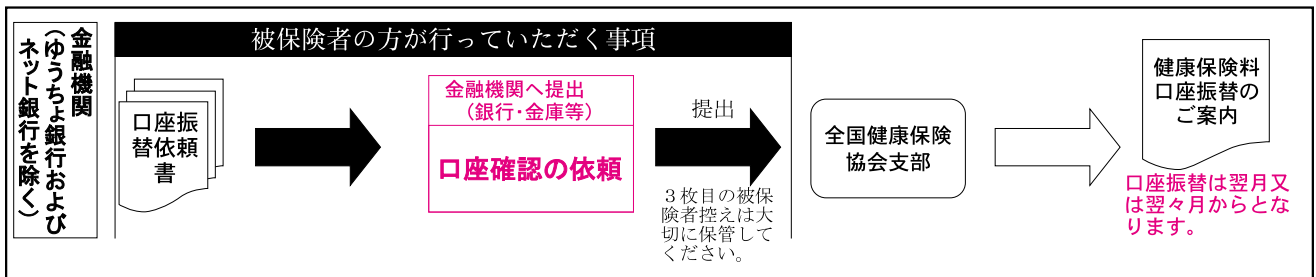 金融機関
（ゆうちょ銀行および
ネット銀行を除く）
被保険者の方が行っていただく事項
口座振
替依頼
書
金融機関へ提出
（銀行・金庫等）
口座確認の依頼
提出
３枚目の被保
険者控えは大
切に保管して
ください。
全国健康保険
協会支部
健康保険料
口座振替の
ご案内
口座振替は翌月又
は翌々月からとな
ります。